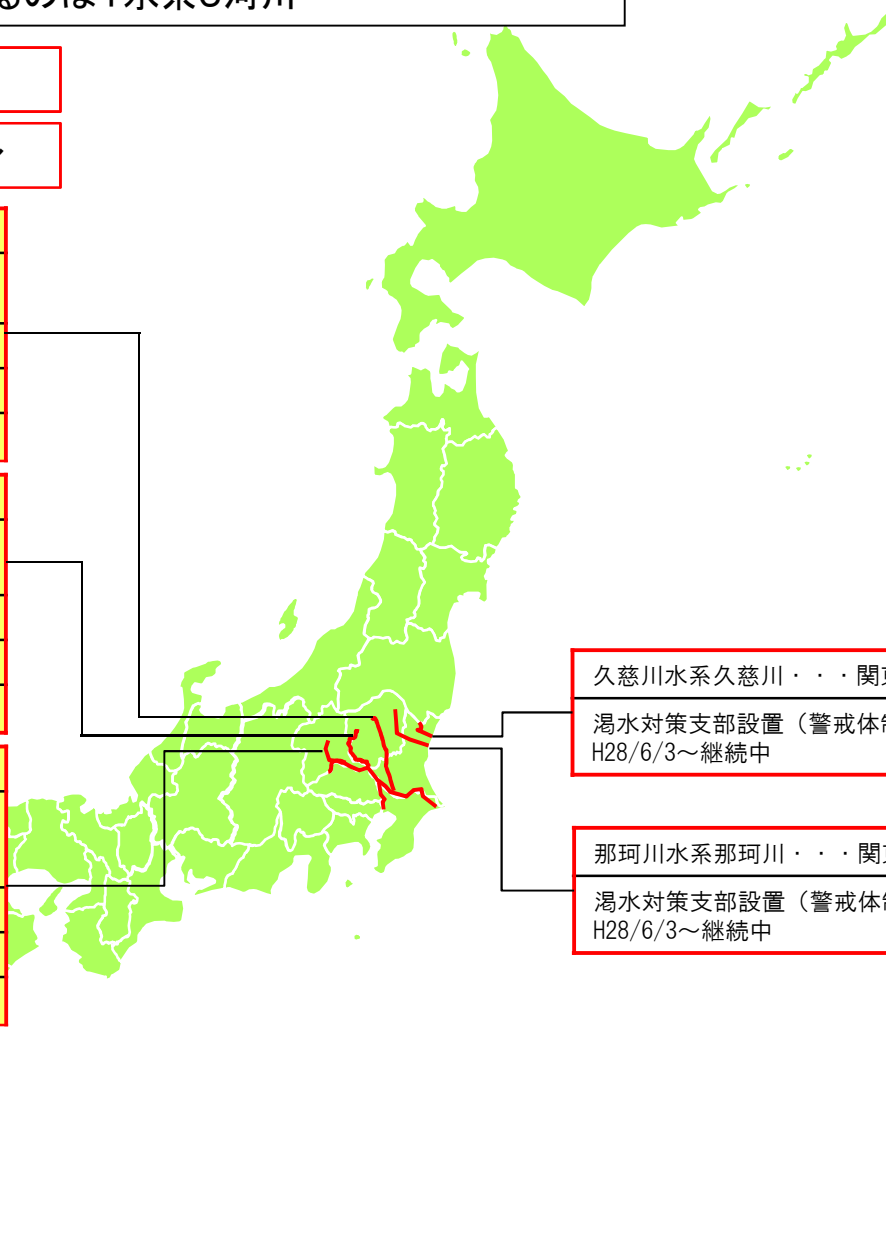 るのは1水系3河川
久慈川水系久慈川・・・関
渇水対策支部設置（警戒体
H28/6/3～継続中
那珂川水系那珂川・・・関
渇水対策支部設置（警戒体
H28/6/3～継続中